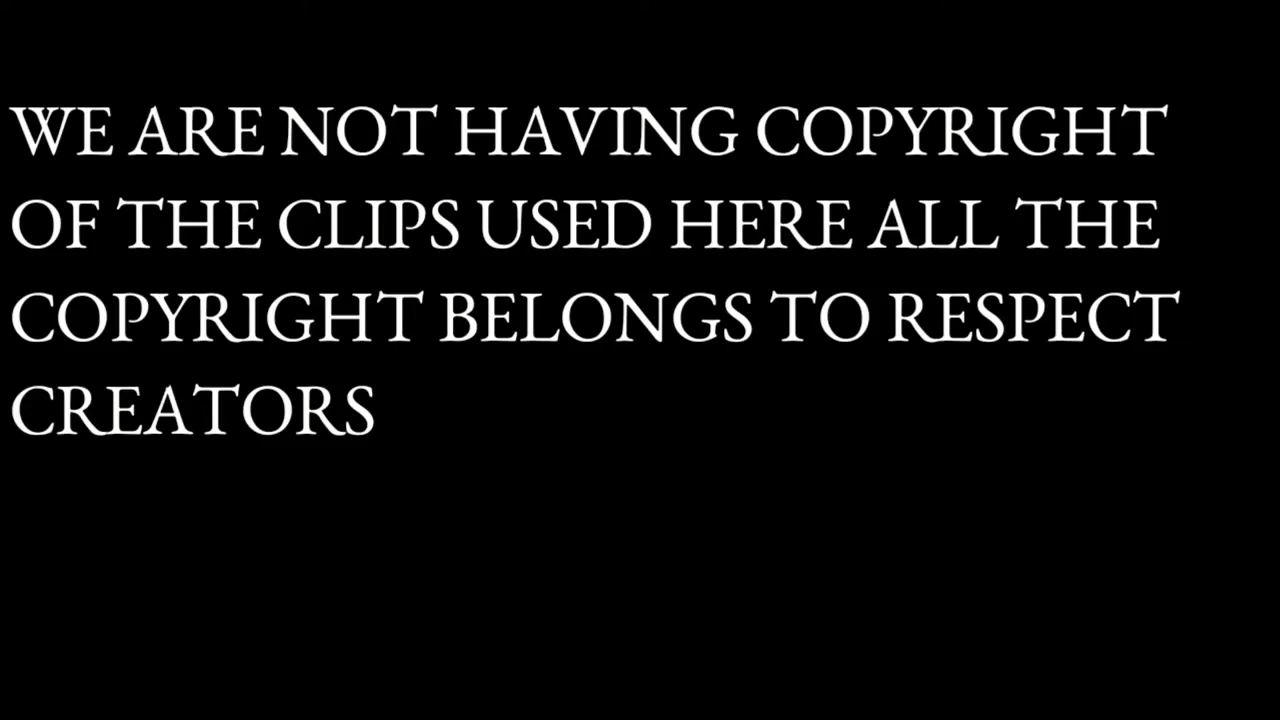 WE ARE NOT HAVING COPYRIGHT
OF THE CLIPS USED HERE ALL THE
COPYRIGHT BELONGS TO RESPECT
CREATORS